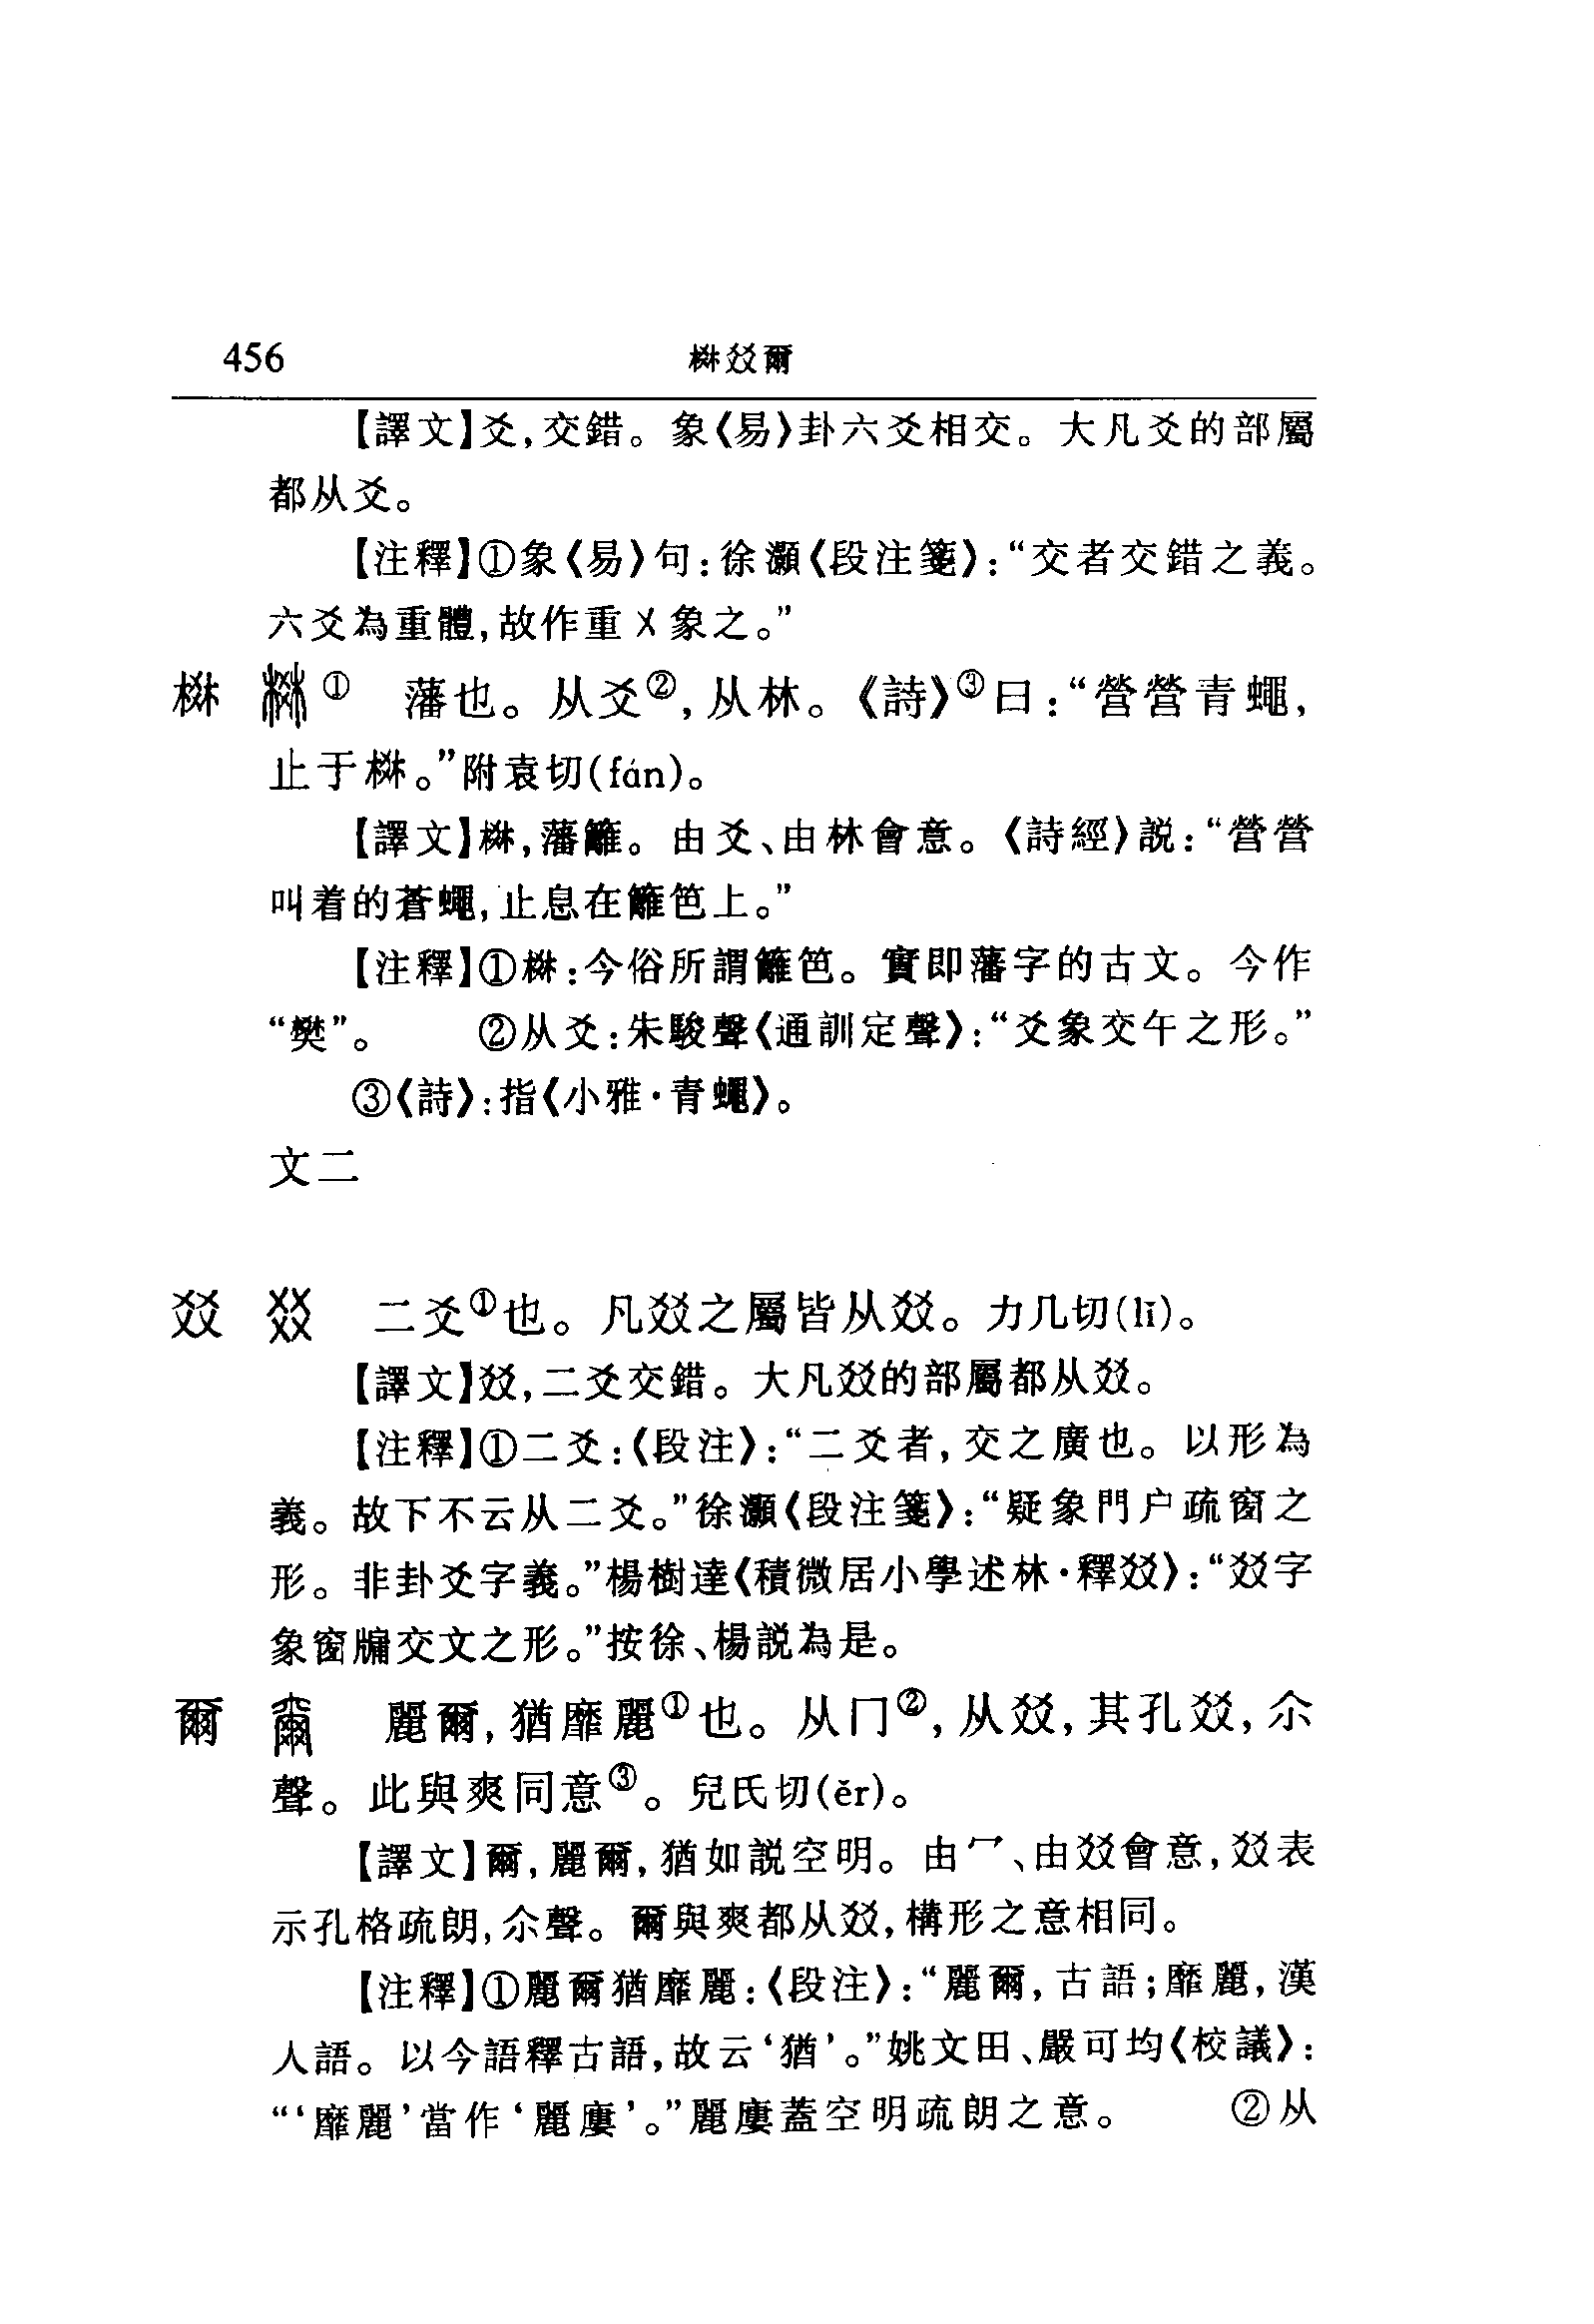 456 棥㸚爾
【譯文】爻,交錯。象《易》卦六爻相交。大凡爻的部屬
都从爻。
【注釋】①象《易》句:徐灝《段注箋》:“交者交錯之義。
六爻為重體,故作重㐅象之。”
棥 ① 藩也。从爻②,从林。《詩》③曰:“營營青蠅,
止于棥。”附袁切(fán)。
【譯文】棥,藩籬。由爻、由林會意。《詩經》説:“營營
叫着的蒼蠅,止息在籬笆上。”
【注釋】①棥:今俗所謂籬笆。實即藩字的古文。今作
“樊”。 ②从爻:朱駿聲《通訓定聲》:“爻象交午之形。”
③《詩》:指《小雅·青蠅》。
文二
㸚 二爻①也。凡㸚之屬皆从㸚。力几切(lǐ)。
【譯文】㸚,二爻交錯。大凡㸚的部屬都从㸚。
【注釋】①二爻:《段注》:“二爻者,交之廣也。以形為
義。故下不云从二爻。”徐灝《段注箋》:“疑象門户疏窗之
形。非卦爻字義。”楊樹達《積微居小學述林·釋㸚》:“㸚字
象窗牖交文之形。”按徐、楊説為是。
爾 麗爾,猶靡麗①也。从冂②,从㸚,其孔㸚,尒
聲。此與爽同意③。兒氏切(ěr)。
【譯文】爾,麗爾,猶如説空明。由冖、由㸚會意,㸚表
示孔格疏朗,尒聲。爾與爽都从㸚,構形之意相同。
【注釋】①麗爾猶靡麗:《段注》:“麗爾,古語;靡麗,漢
人語。以今語釋古語,故云‘猶’。”姚文田、嚴可均《校議》:
“‘靡麗’當作‘麗廔’。”麗廔蓋空明疏朗之意。 ②从